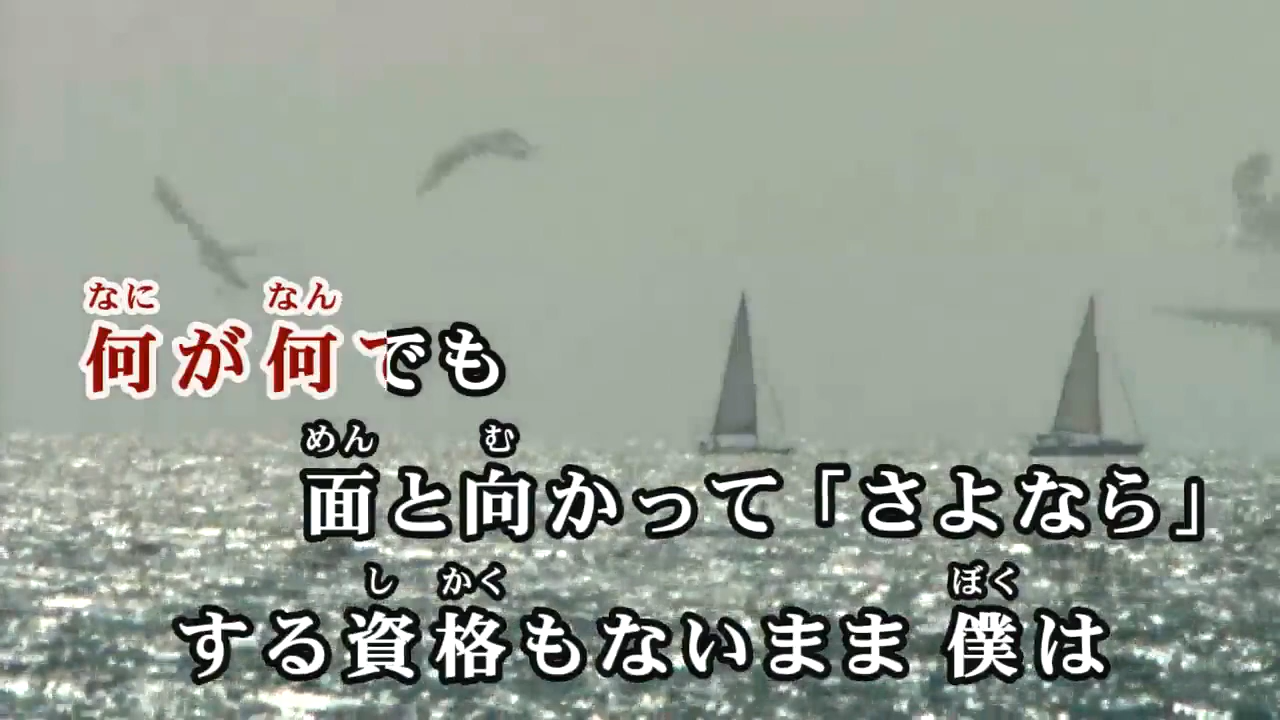 なに なん
何が何でも
めん む
面と向かって「さよなら」
し かく ぼく
する資格もないまま 僕は